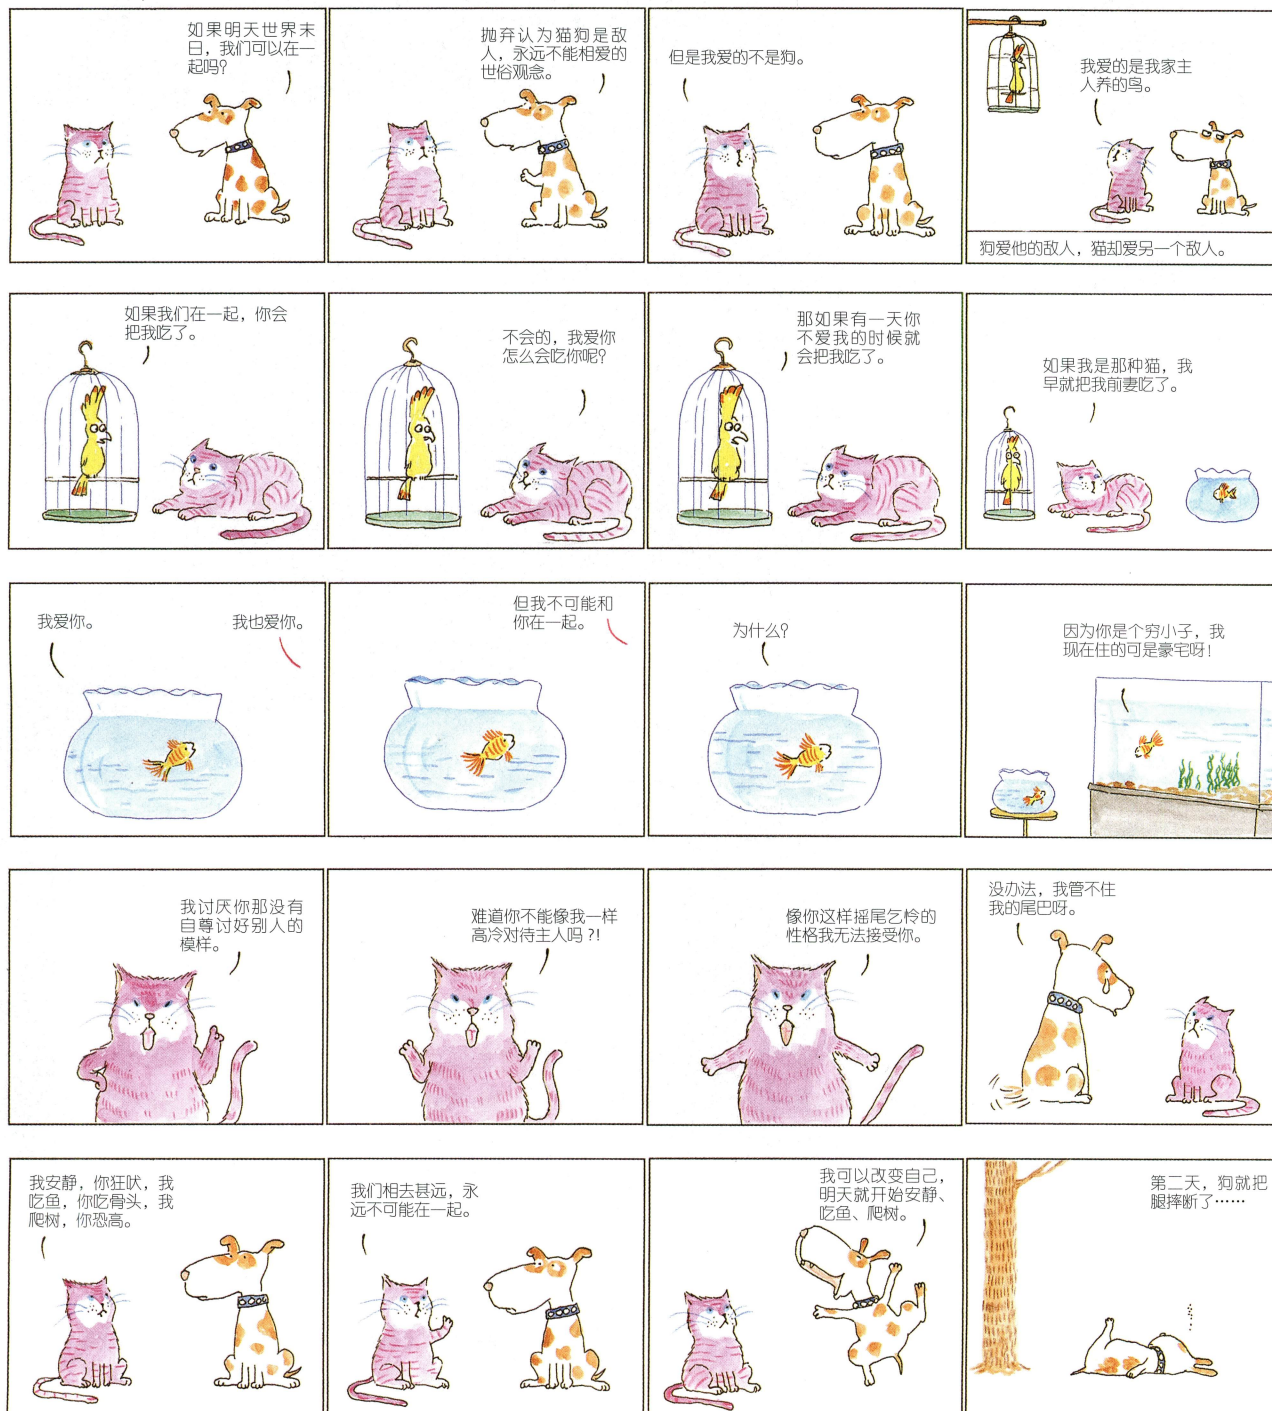 如果明天世界末
日，我们可以在一
起吗？
抛弃认为猫狗是敌
人，永远不能相爱的
世俗观念。
但是我爱的不是狗。
我爱的是我家主
人养的鸟。
狗爱他的敌人，猫却爱另一个敌人。
如果我们在一起，你会
把我吃了。
不会的，我爱你
怎么会吃你呢？
那如果有一天你
不爱我的时候就
会把我吃了。
如果我是那种猫，我
早就把我前妻吃了。
我爱你。
我也爱你。
但我不可能和
你在一起。
为什么？
因为你是个穷小子，我
现在住的可是豪宅呀！
我讨厌你那没有
自尊讨好别人的
模样。
难道你不能像我一样
高冷对待主人吗？！
像你这样摇尾乞怜的
性格我无法接受你。
没办法，我管不住
我的尾巴呀。
我安静，你狂吠，我
吃鱼，你吃骨头，我
爬树，你恐高。
我们相去甚远，永
远不可能在一起。
我可以改变自己，
明天就开始安静、
吃鱼、爬树。
第二天，狗就把
腿摔断了……